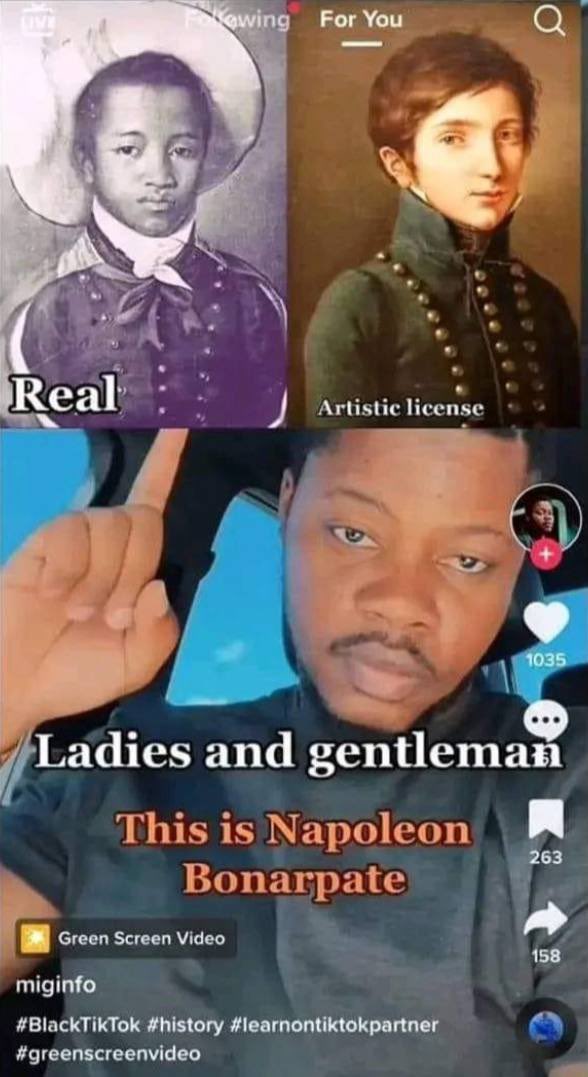 LIVE
Following
For You
Real
Artistic license
1035
Ladies and gentleman
This is Napoleon
Bonarpate
263
Green Screen Video
158
miginfo
#BlackTikTok #history #learnontiktokpartner
#greenscreenvideo